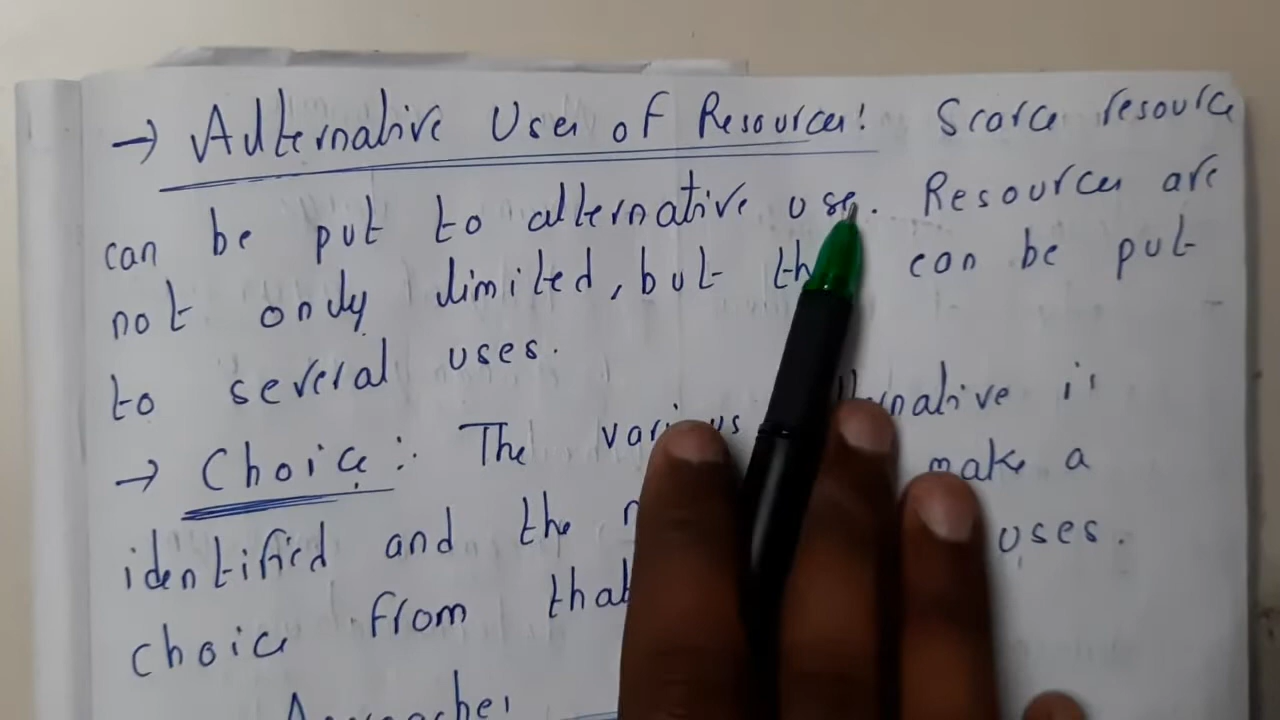 → Alternative Uses of Resources: Scarce resource
can be put to alternative use. Resources are
not only limited, but can be put
to several uses.
→ Choice: The various is
identified and the make a
choice from that uses.